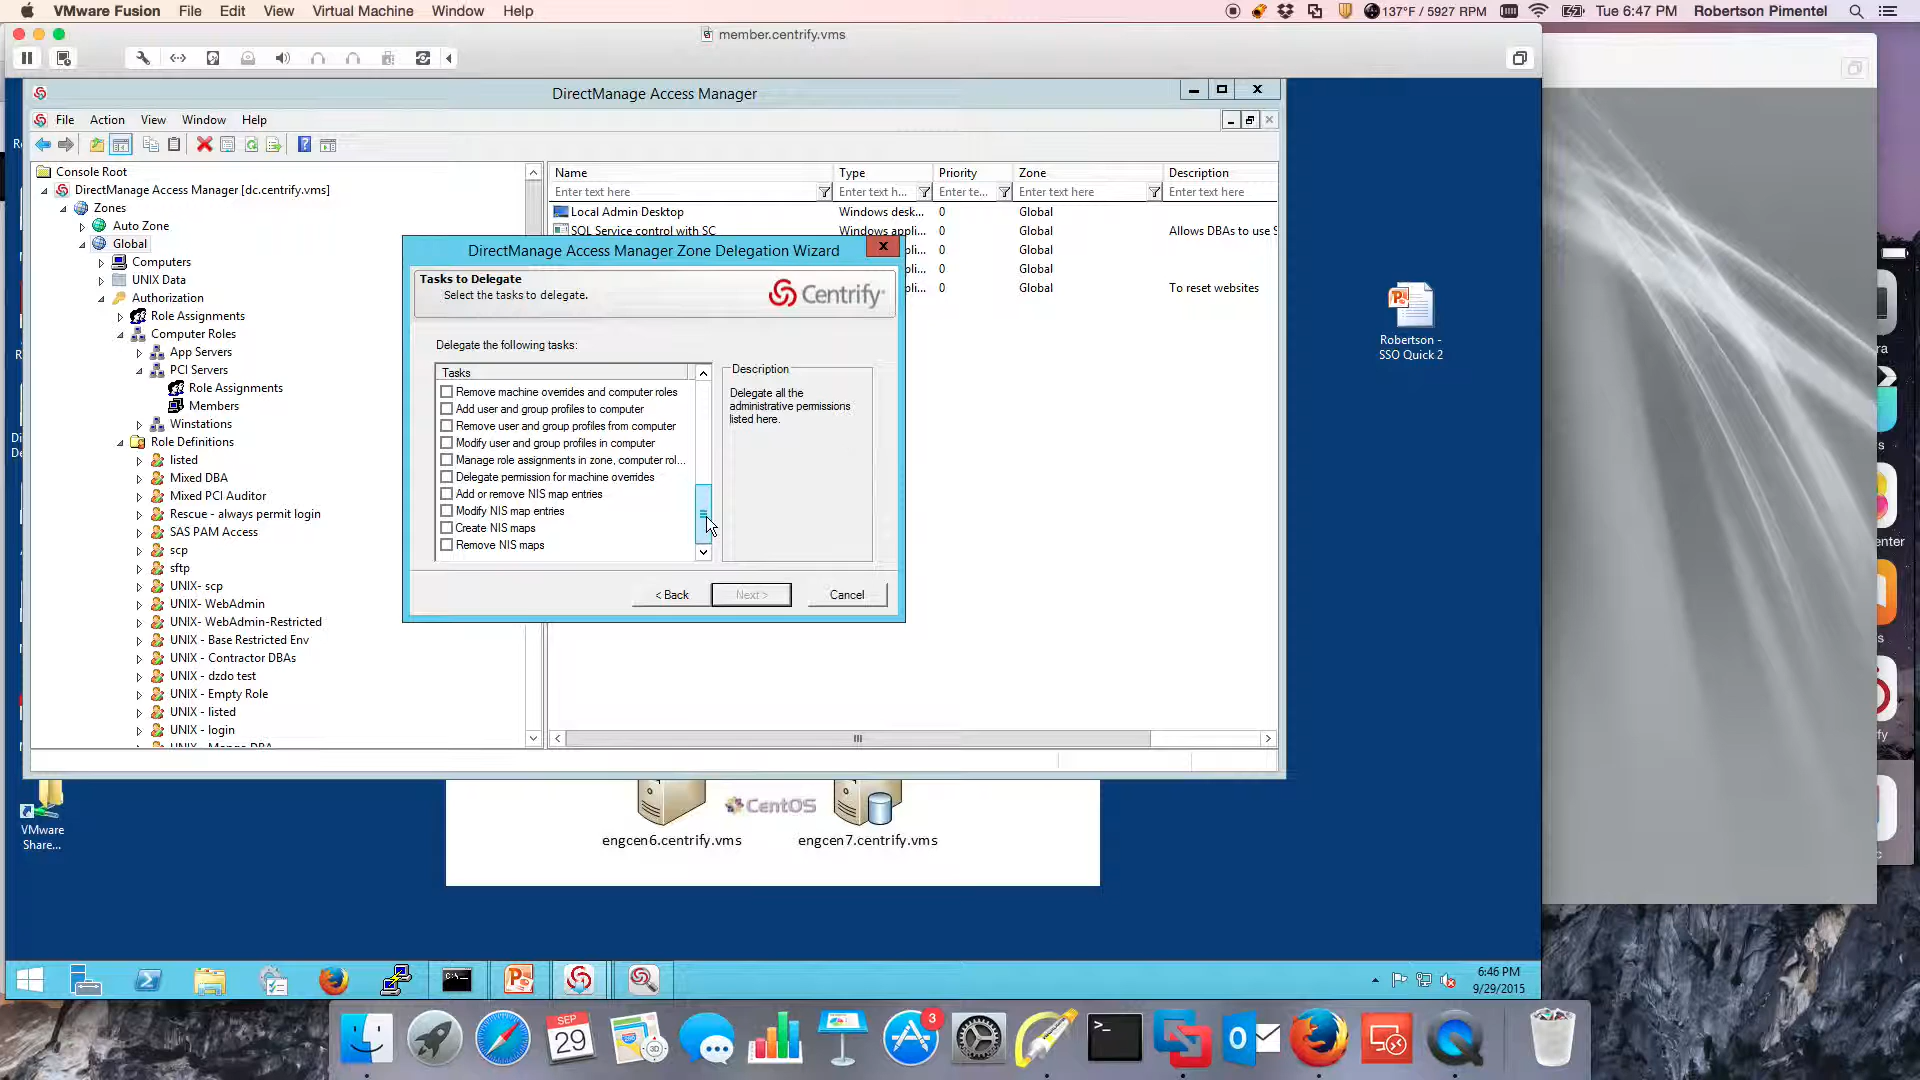 VMware Fusion File Edit View Virtual Machine Window Help
137°F / 5927 RPM Tue 6:47 PM Robertson Pimentel
member.centrify.vms
DirectManage Access Manager
File Action View Window Help
Console Root
DirectManage Access Manager [dc.centrify.vms]
Zones
Auto Zone
Global
Computers
UNIX Data
Authorization
Role Assignments
Computer Roles
App Servers
PCI Servers
Role Assignments
Members
Winstations
Role Definitions
listed
Mixed DBA
Mixed PCI Auditor
Rescue - always permit login
SAS PAM Access
scp
sftp
UNIX- scp
UNIX- WebAdmin
UNIX- WebAdmin-Restricted
UNIX - Base Restricted Env
UNIX - Contractor DBAs
UNIX - dzdo test
UNIX - Empty Role
UNIX - listed
UNIX - login
Name Type Priority Zone Description
Enter text here Enter text h... Enter te... Enter text here Enter text here
Local Admin Desktop Windows desk... 0 Global
SQL Service control with SC Windows appli... 0 Global Allows DBAs to use S
0 Global
0 Global
0 Global To reset websites
DirectManage Access Manager Zone Delegation Wizard
Tasks to Delegate
Select the tasks to delegate.
Centrify
Delegate the following tasks:
Tasks
Remove machine overrides and computer roles
Add user and group profiles to computer
Remove user and group profiles from computer
Modify user and group profiles in computer
Manage role assignments in zone, computer rol...
Delegate permission for machine overrides
Add or remove NIS map entries
Modify NIS map entries
Create NIS maps
Remove NIS maps
Description
Delegate all the
administrative permissions
listed here.
< Back Next > Cancel
Robertson -
SSO Quick 2
VMware
Share...
CentOS
engcen6.centrify.vms engcen7.centrify.vms
6:46 PM
9/29/2015
SEP
29
3